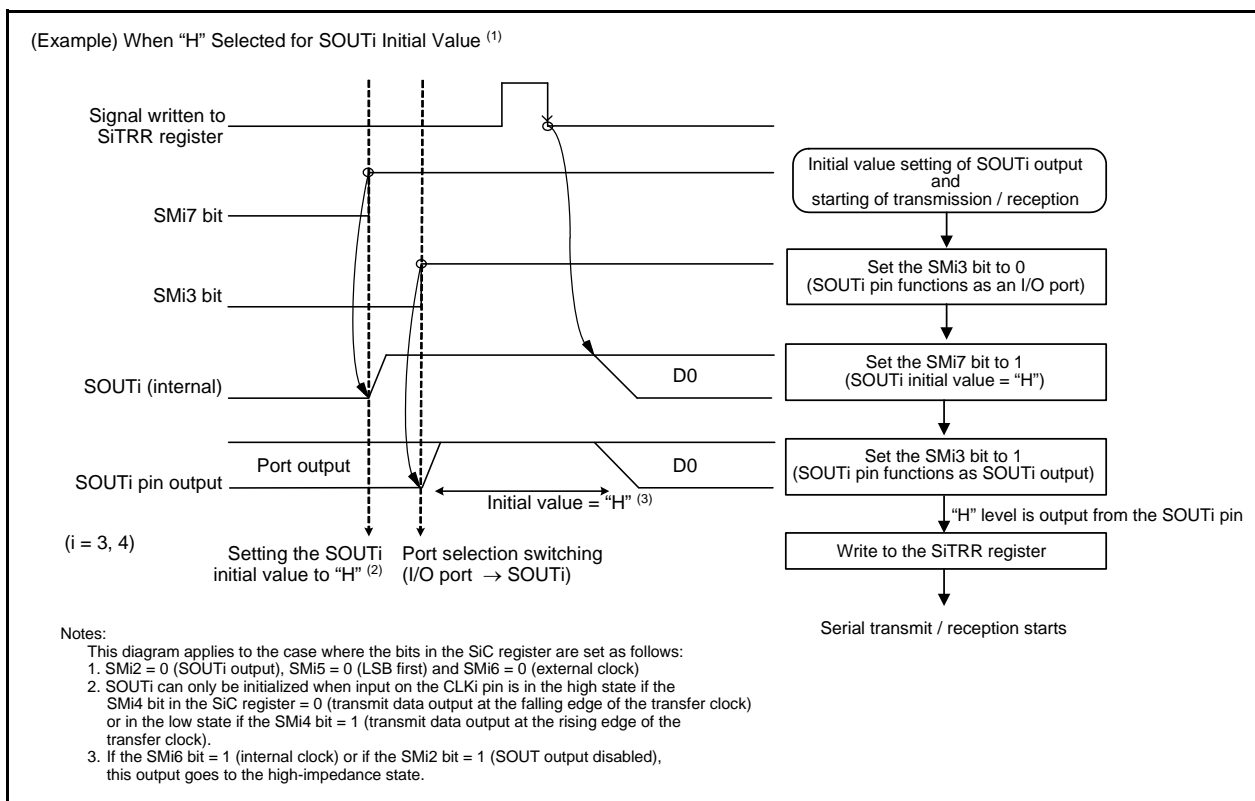 (Example) When “H” Selected for SOUTi Initial Value (1)
Signal written to
SiTRR register
SMi7 bit
SMi3 bit
SOUTi (internal)
D0
SOUTi pin output
Port output
D0
Initial value = “H” (3)
(i = 3, 4)
Setting the SOUTi
initial value to “H” (2)
Port selection switching
(I/O port → SOUTi)
Initial value setting of SOUTi output
and
starting of transmission / reception
Set the SMi3 bit to 0
(SOUTi pin functions as an I/O port)
Set the SMi7 bit to 1
(SOUTi initial value = “H”)
Set the SMi3 bit to 1
(SOUTi pin functions as SOUTi output)
“H” level is output from the SOUTi pin
Write to the SiTRR register
Serial transmit / reception starts
Notes:
This diagram applies to the case where the bits in the SiC register are set as follows:
1. SMi2 = 0 (SOUTi output), SMi5 = 0 (LSB first) and SMi6 = 0 (external clock)
2. SOUTi can only be initialized when input on the CLKi pin is in the high state if the
SMi4 bit in the SiC register = 0 (transmit data output at the falling edge of the transfer clock)
or in the low state if the SMi4 bit = 1 (transmit data output at the rising edge of the
transfer clock).
3. If the SMi6 bit = 1 (internal clock) or if the SMi2 bit = 1 (SOUT output disabled),
this output goes to the high-impedance state.